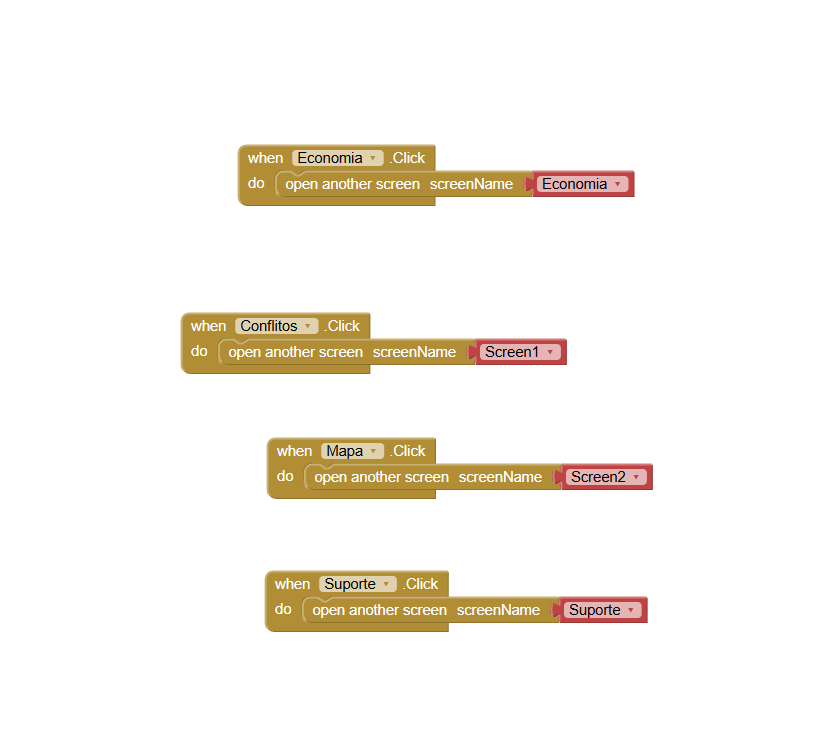 when Economia .Click
do open another screen screenName Economia
when Conflitos .Click
do open another screen screenName Screen1
when Mapa .Click
do open another screen screenName Screen2
when Suporte .Click
do open another screen screenName Suporte